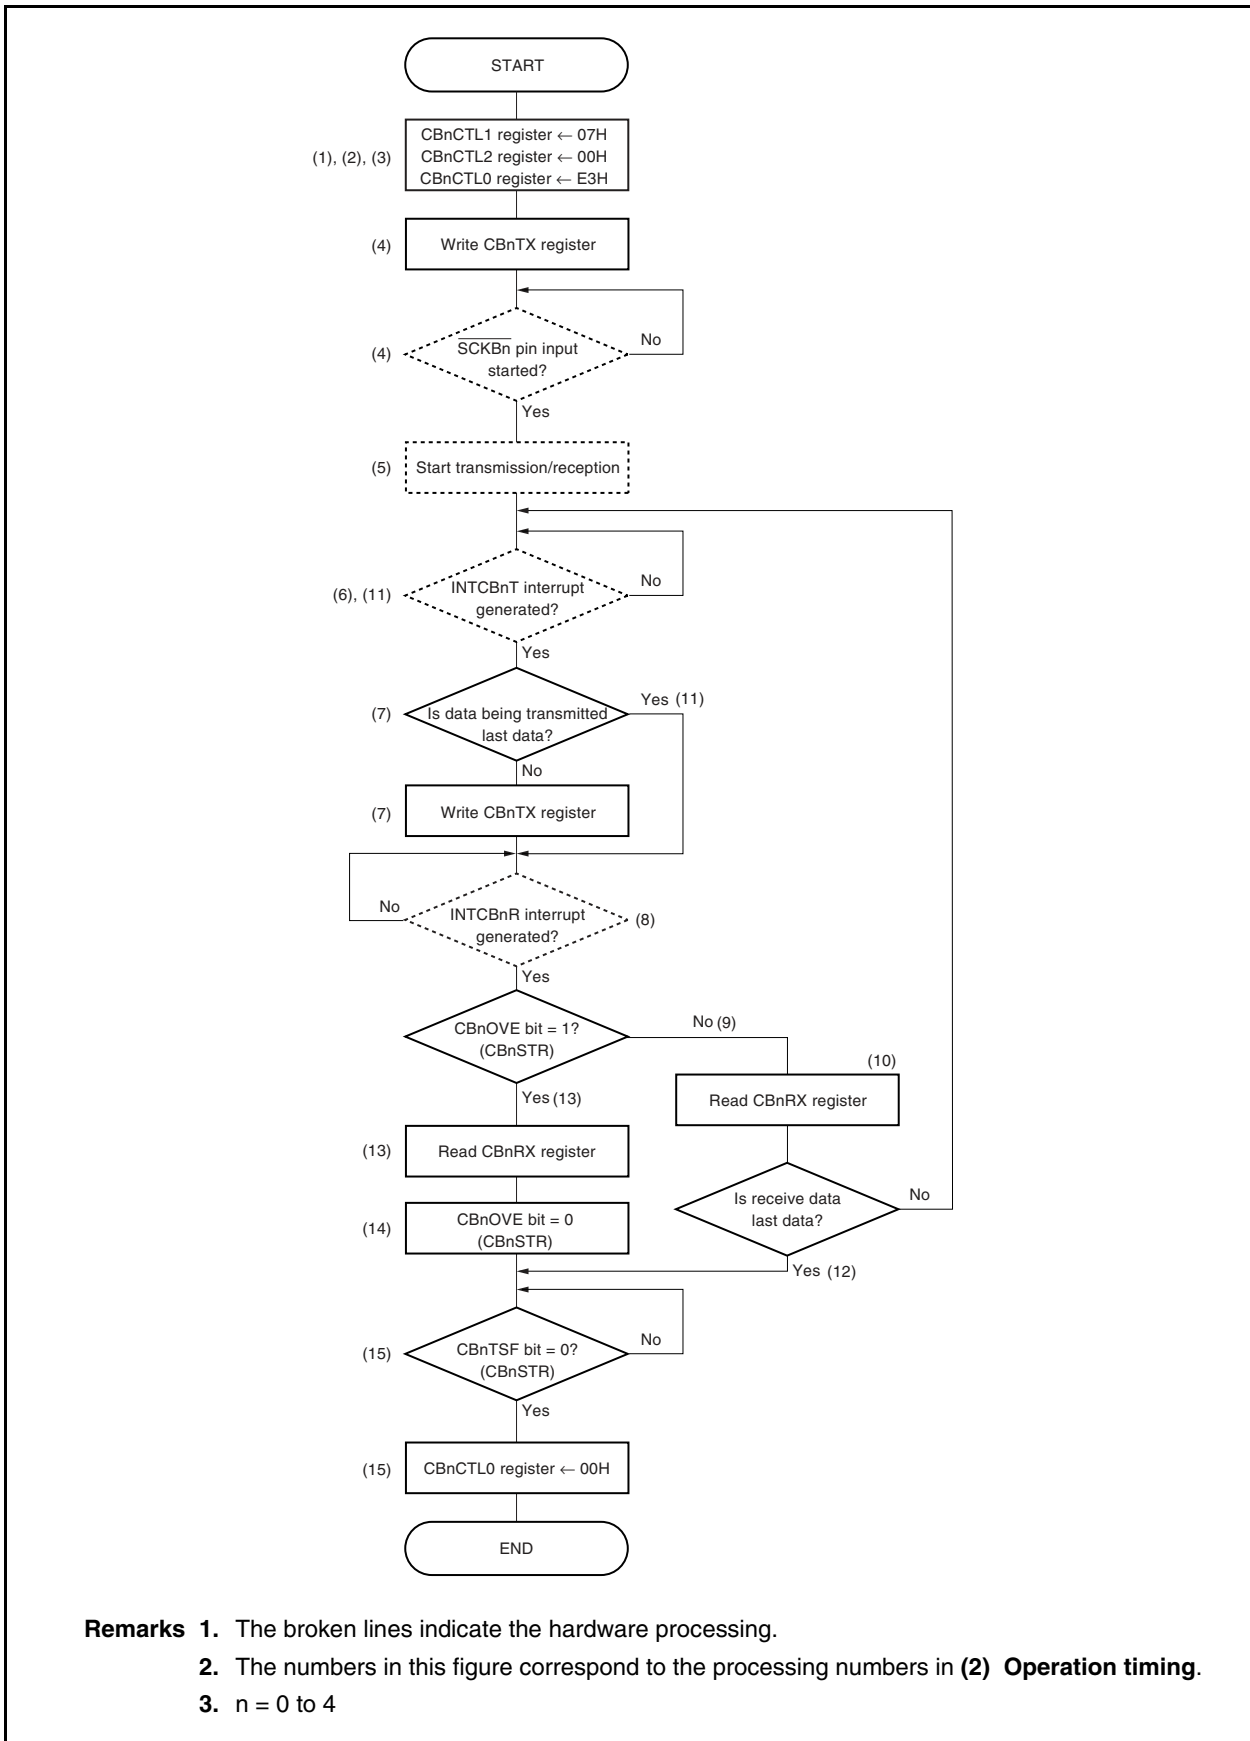 START
(1), (2), (3)
CBnCTL1 register ← 07H
CBnCTL2 register ← 00H
CBnCTL0 register ← E3H
(4)
Write CBnTX register
(4)
SCKBn pin input
started?
No
Yes
(5)
Start transmission/reception
(6), (11)
INTCBnT interrupt
generated?
No
Yes
(7)
Is data being transmitted
last data?
Yes (11)
No
(7)
Write CBnTX register
No
INTCBnR interrupt
generated?
(8)
Yes
CBnOVE bit = 1?
(CBnSTR)
No (9)
(10)
Read CBnRX register
Yes (13)
(13)
Read CBnRX register
Is receive data
last data?
No
(14)
CBnOVE bit = 0
(CBnSTR)
Yes (12)
(15)
CBnTSF bit = 0?
(CBnSTR)
No
Yes
(15)
CBnCTL0 register ← 00H
END
Remarks 1. The broken lines indicate the hardware processing.
2. The numbers in this figure correspond to the processing numbers in (2) Operation timing.
3. n = 0 to 4